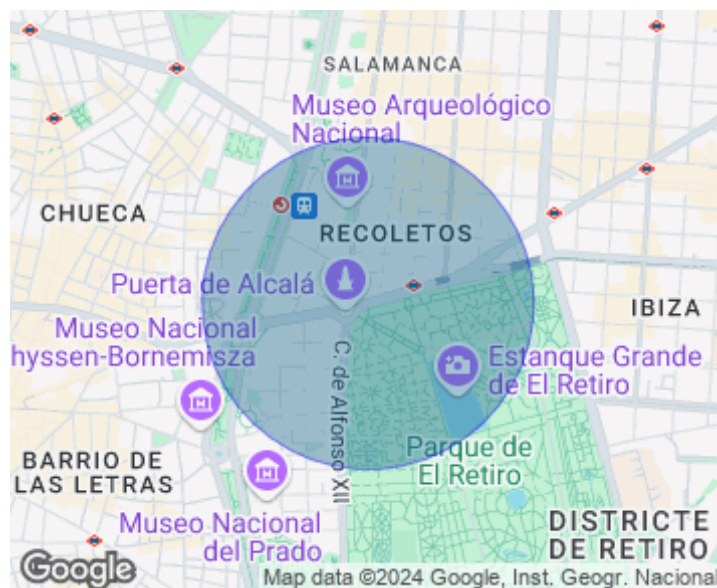 SALAMANCA
Museo Arqueológico
Nacional
CHUECA
RECOLETOS
Puerta de Alcalá
IBIZA
Museo Nacional
hyssen-Bornemisza
Estanque Grande
de El Retiro
C. de Alfonso XII
Parque de
El Retiro
BARRIO DE
LAS LETRAS
Museo Nacional
del Prado
DISTRICTE
DE RETIRO
Google
Map data ©2024 Google, Inst. Geogr. Nacional